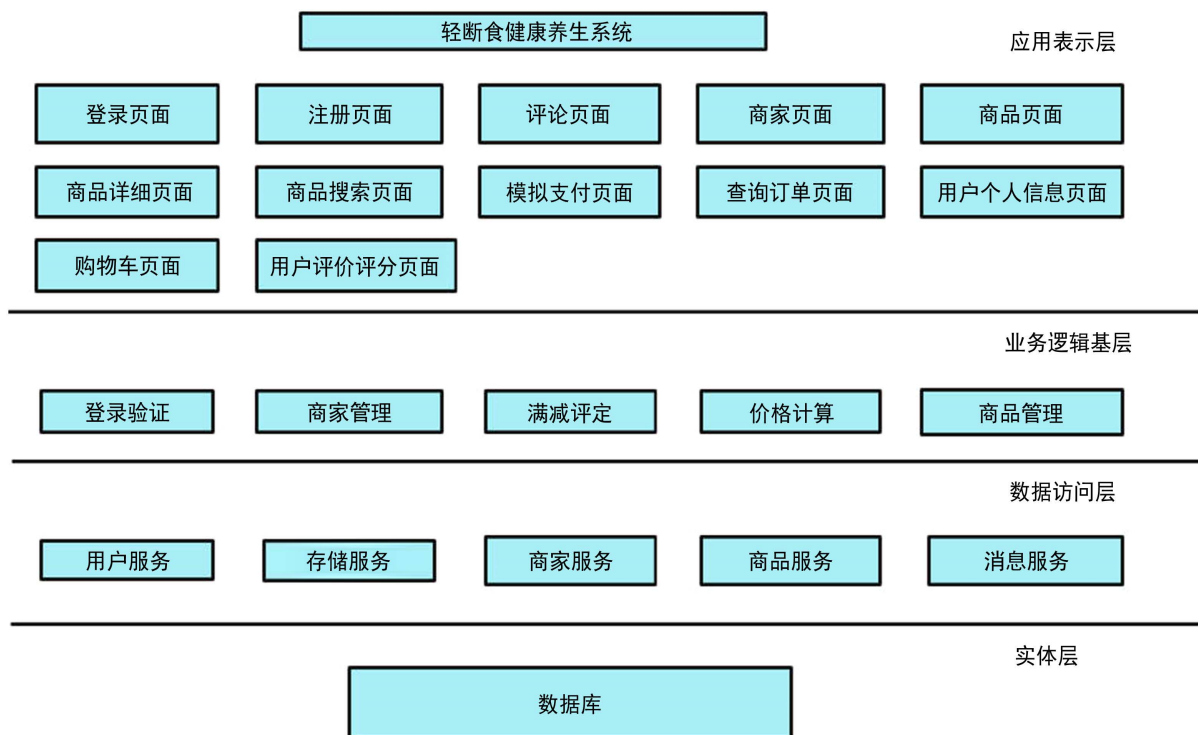 轻断食健康养生系统
应用表示层
登录页面
注册页面
评论页面
商家页面
商品页面
商品详细页面
商品搜索页面
模拟支付页面
查询订单页面
用户个人信息页面
购物车页面
用户评价评分页面
业务逻辑基层
登录验证
商家管理
满减评定
价格计算
商品管理
数据访问层
用户服务
存储服务
商家服务
商品服务
消息服务
实体层
数据库